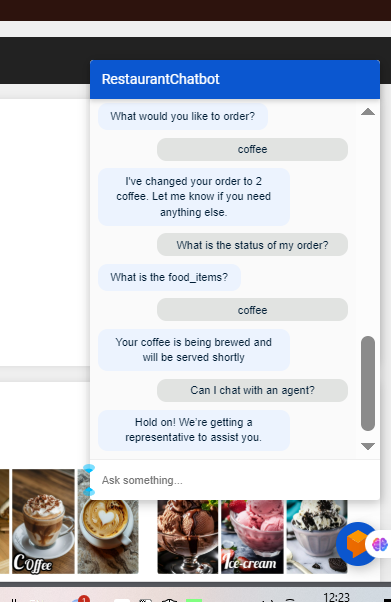 RestaurantChatbot
What would you like to order?
coffee
I've changed your order to 2
coffee. Let me know if you need
anything else.
What is the status of my order?
What is the food_items?
coffee
Your coffee is being brewed and
will be served shortly
Can I chat with an agent?
Hold on! We're getting a
representative to assist you.
Ask something...
Coffee
Ice-cream
1
12:23